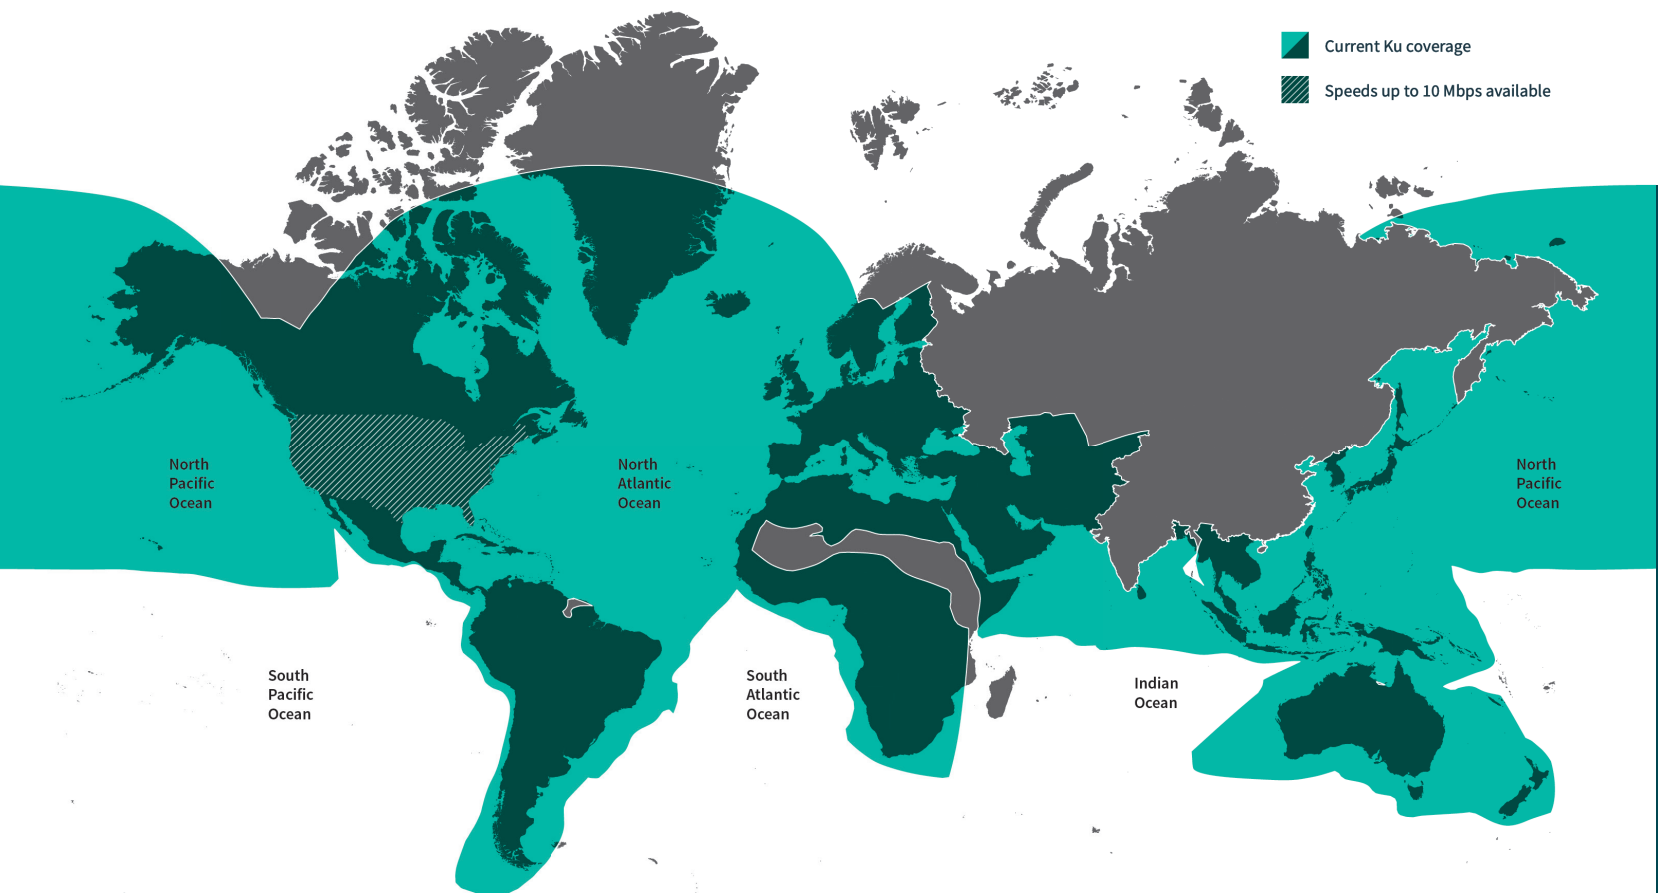 Current Ku coverage
Speeds up to 10 Mbps available
North
Pacific
Ocean
North
Atlantic
Ocean
North
Pacific
Ocean
South
Pacific
Ocean
South
Atlantic
Ocean
Indian
Ocean